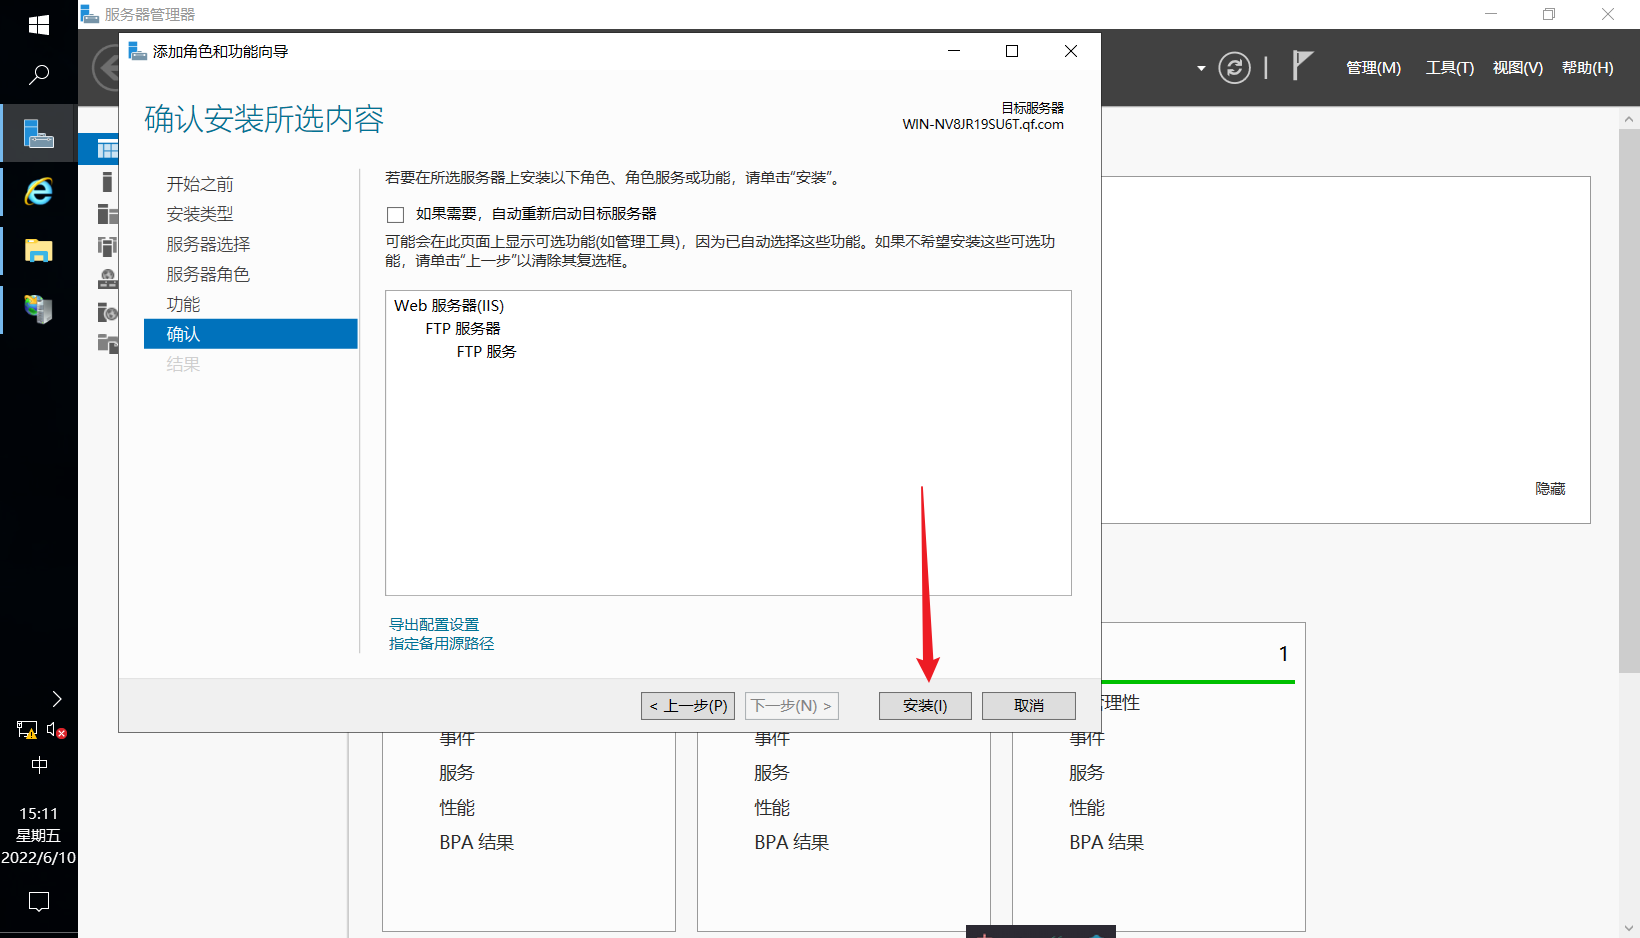 服务器管理器
管理(M) 工具(T) 视图(V) 帮助(H)
添加角色和功能向导
确认安装所选内容
目标服务器
WIN-NV8JR19SU6T.qf.com
开始之前
安装类型
服务器选择
服务器角色
功能
确认
结果
若要在所选服务器上安装以下角色、角色服务或功能，请单击“安装”。
如果需要，自动重新启动目标服务器
可能会在此页面上显示可选功能(如管理工具)，因为已自动选择这些功能。如果不希望安装这些可选功
能，请单击“上一步”以清除其复选框。
Web 服务器(IIS)
FTP 服务器
FTP 服务
导出配置设置
指定备用源路径
< 上一步(P) 下一步(N) > 安装(I) 取消
隐藏
1
理性
事件
服务
性能
BPA 结果
事件
服务
性能
BPA 结果
事件
服务
性能
BPA 结果
中
15:11
星期五
2022/6/10